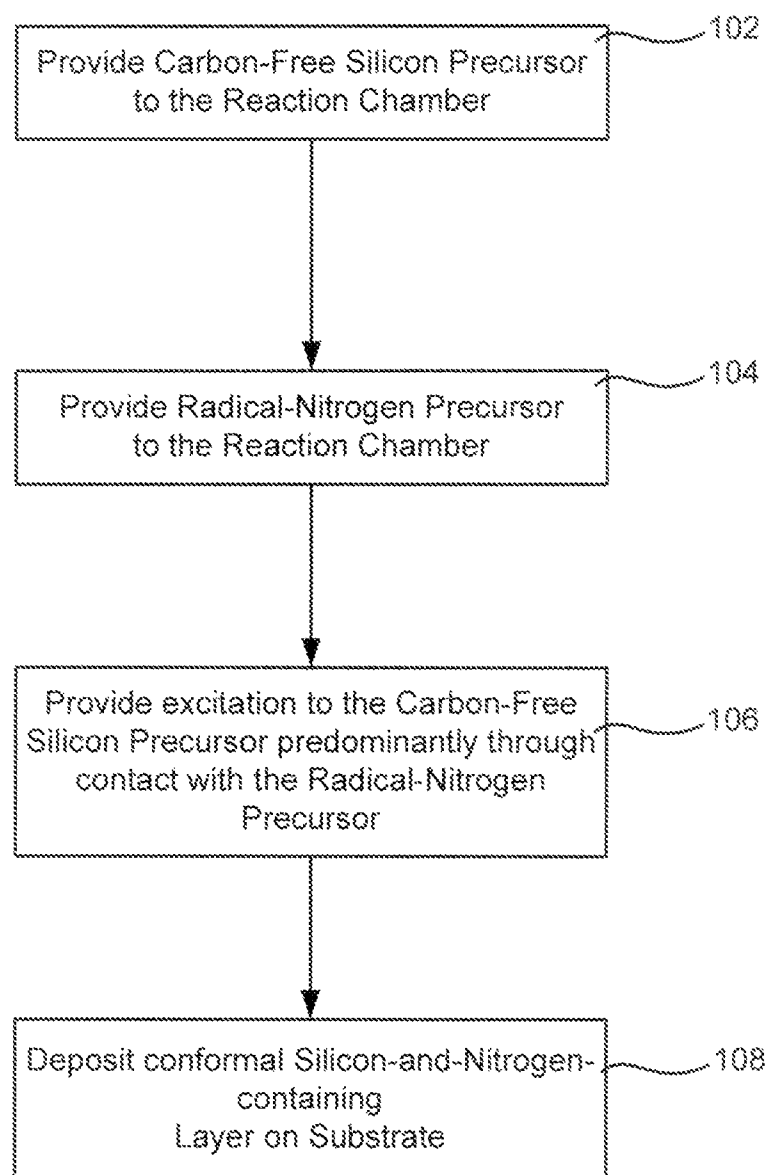 102
Provide Carbon-Free Silicon Precursor
to the Reaction Chamber
104
Provide Radical-Nitrogen Precursor
to the Reaction Chamber
Provide excitation to the Carbon-Free
Silicon Precursor predominantly through
contact with the Radical-Nitrogen
Precursor
106
Deposit conformal Silicon-and-Nitrogen-
containing
Layer on Substrate
108